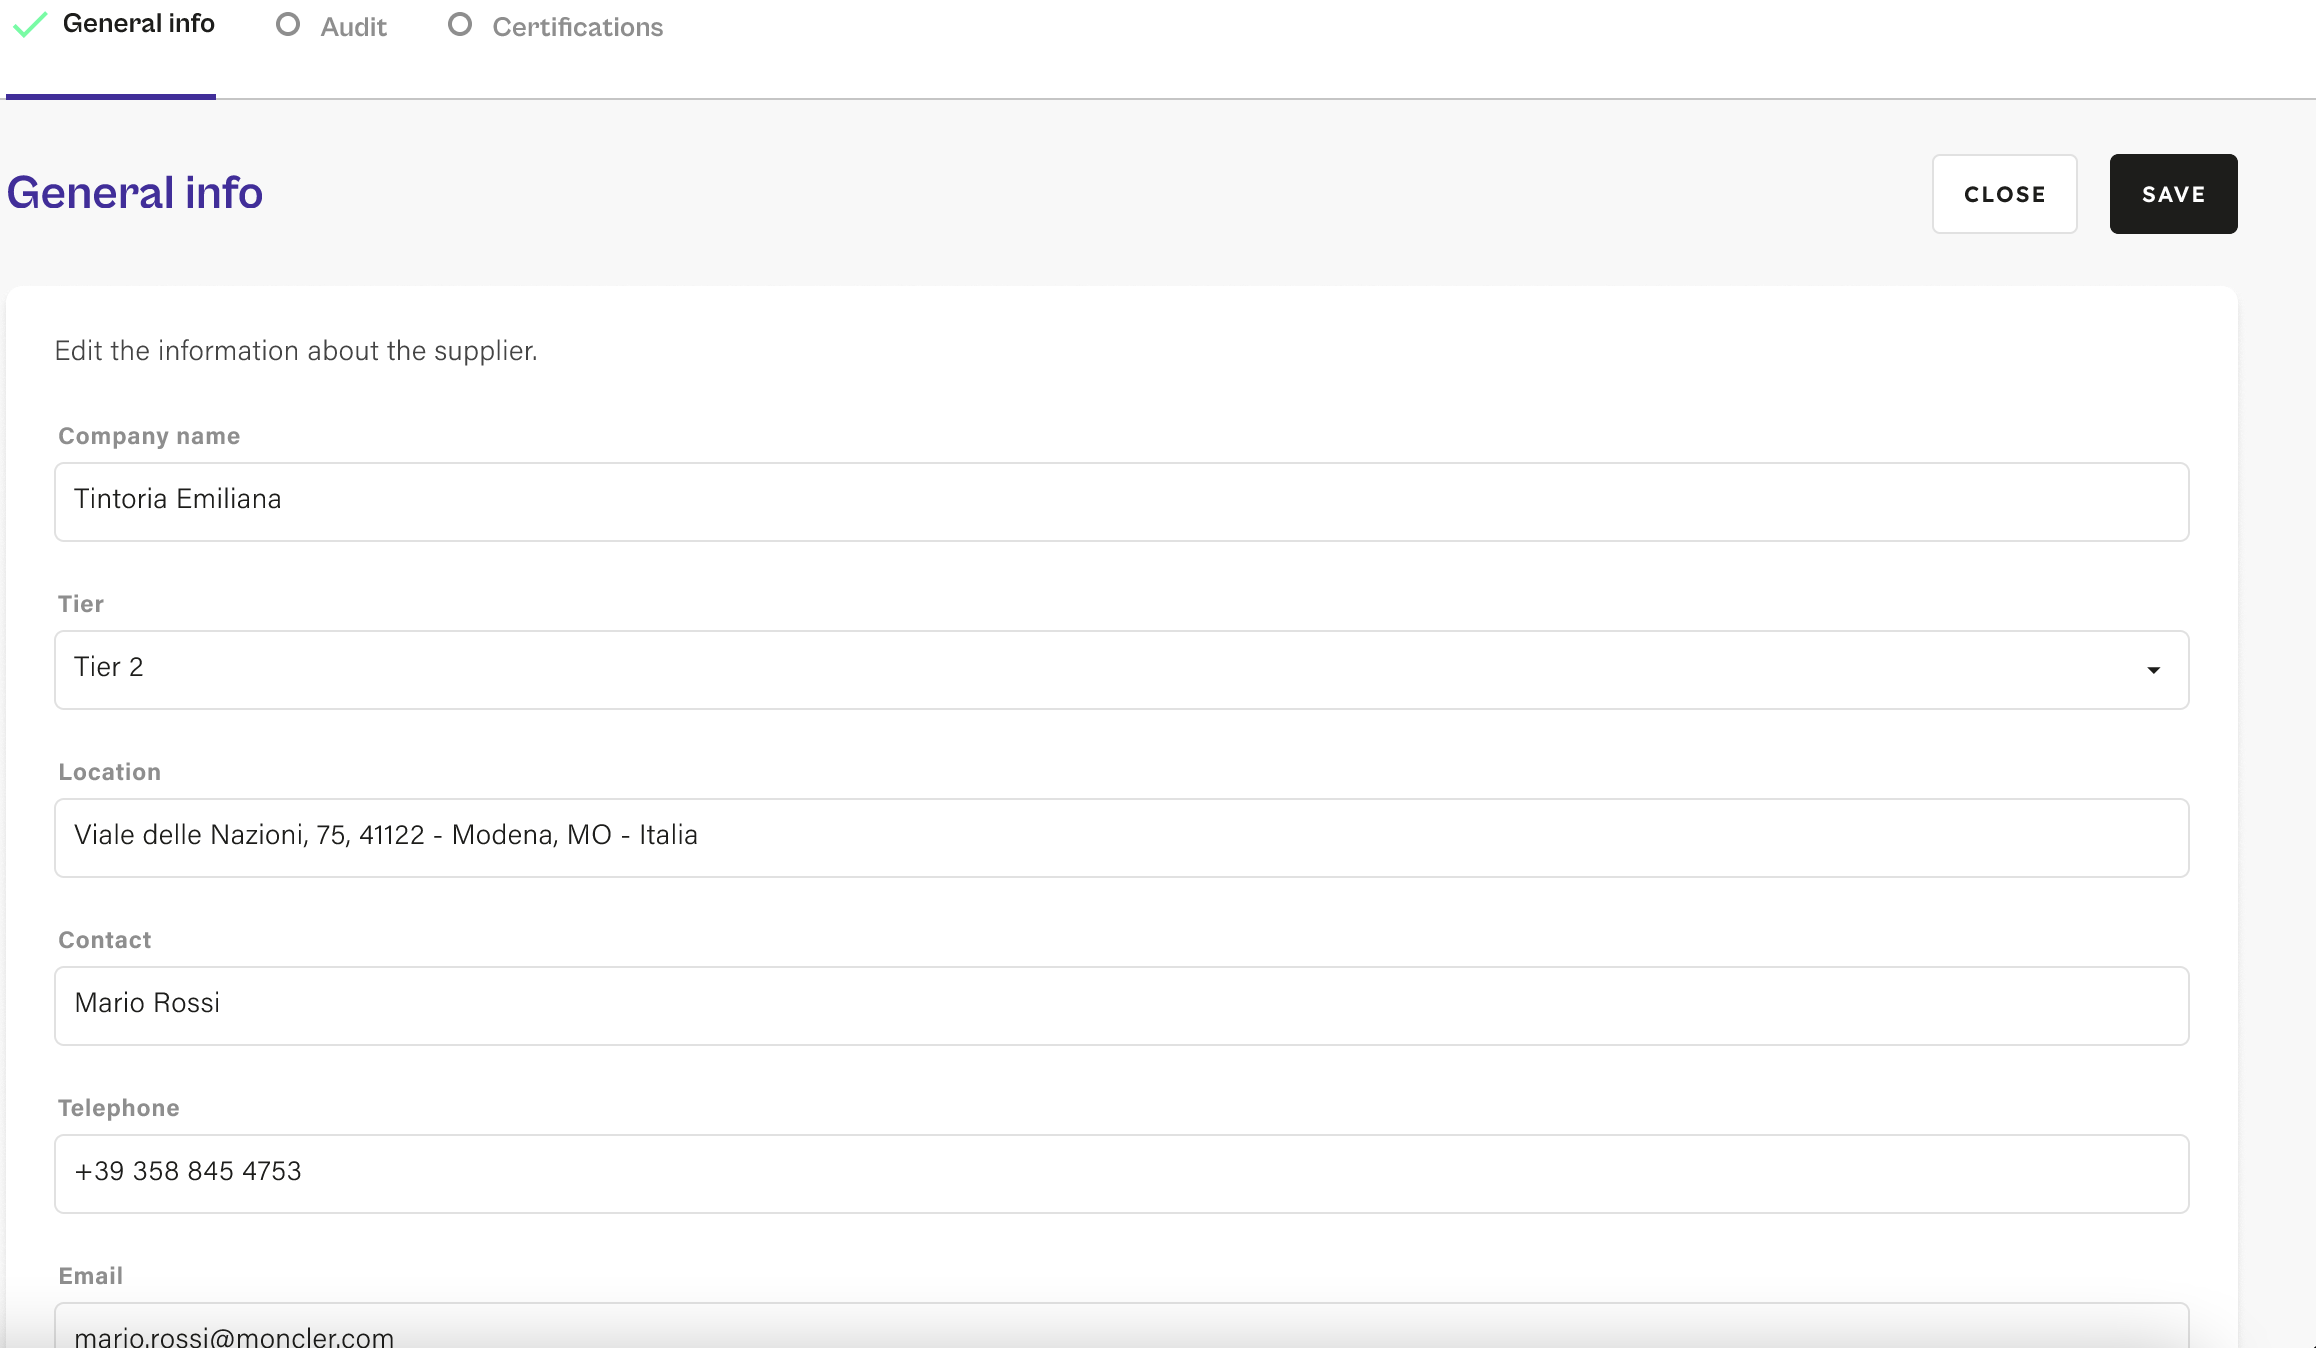 General info
Audit
Certifications
General info
CLOSE
SAVE
Edit the information about the supplier.
Company name
Tintoria Emiliana
Tier
Tier 2
Location
Viale delle Nazioni, 75, 41122 - Modena, MO - Italia
Contact
Mario Rossi
Telephone
+39 358 845 4753
Email
mario.rossi@moncler.com